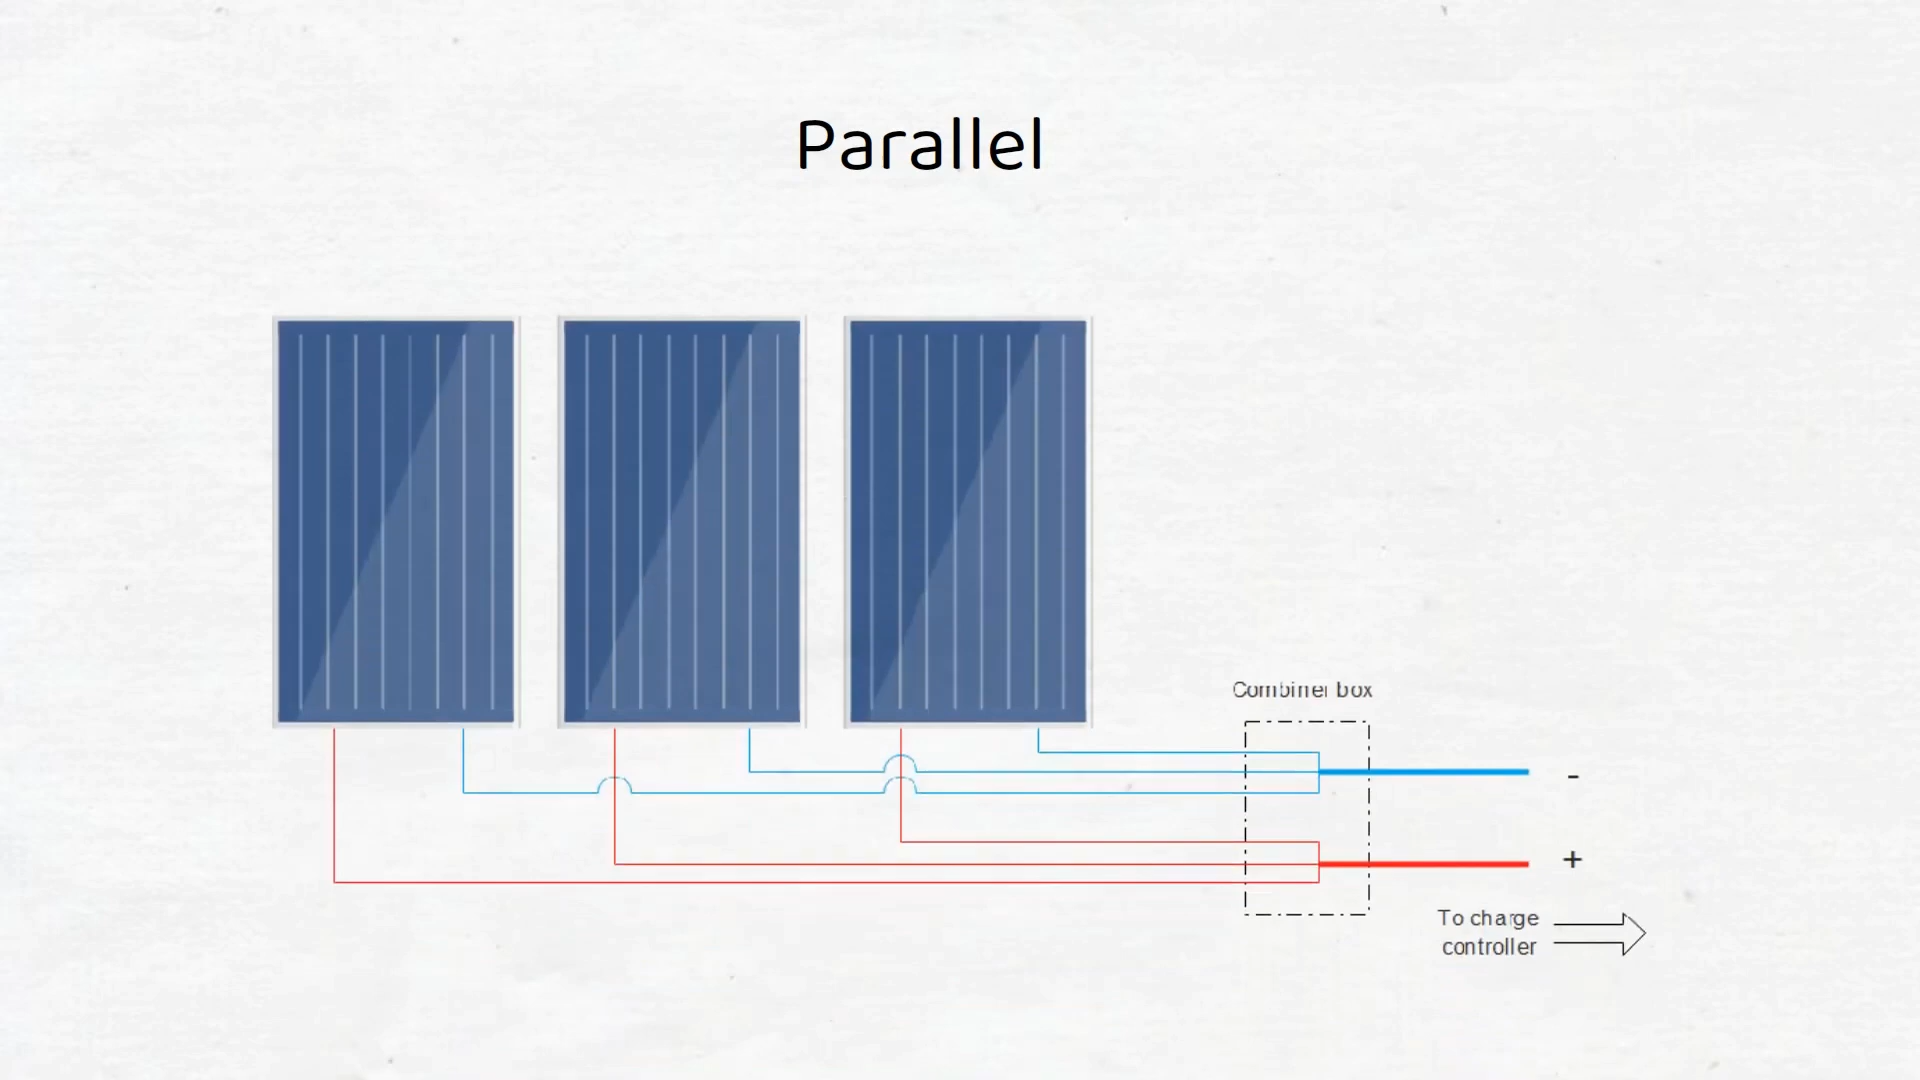 Parallel
Combiner box
-
+
To charge
controller